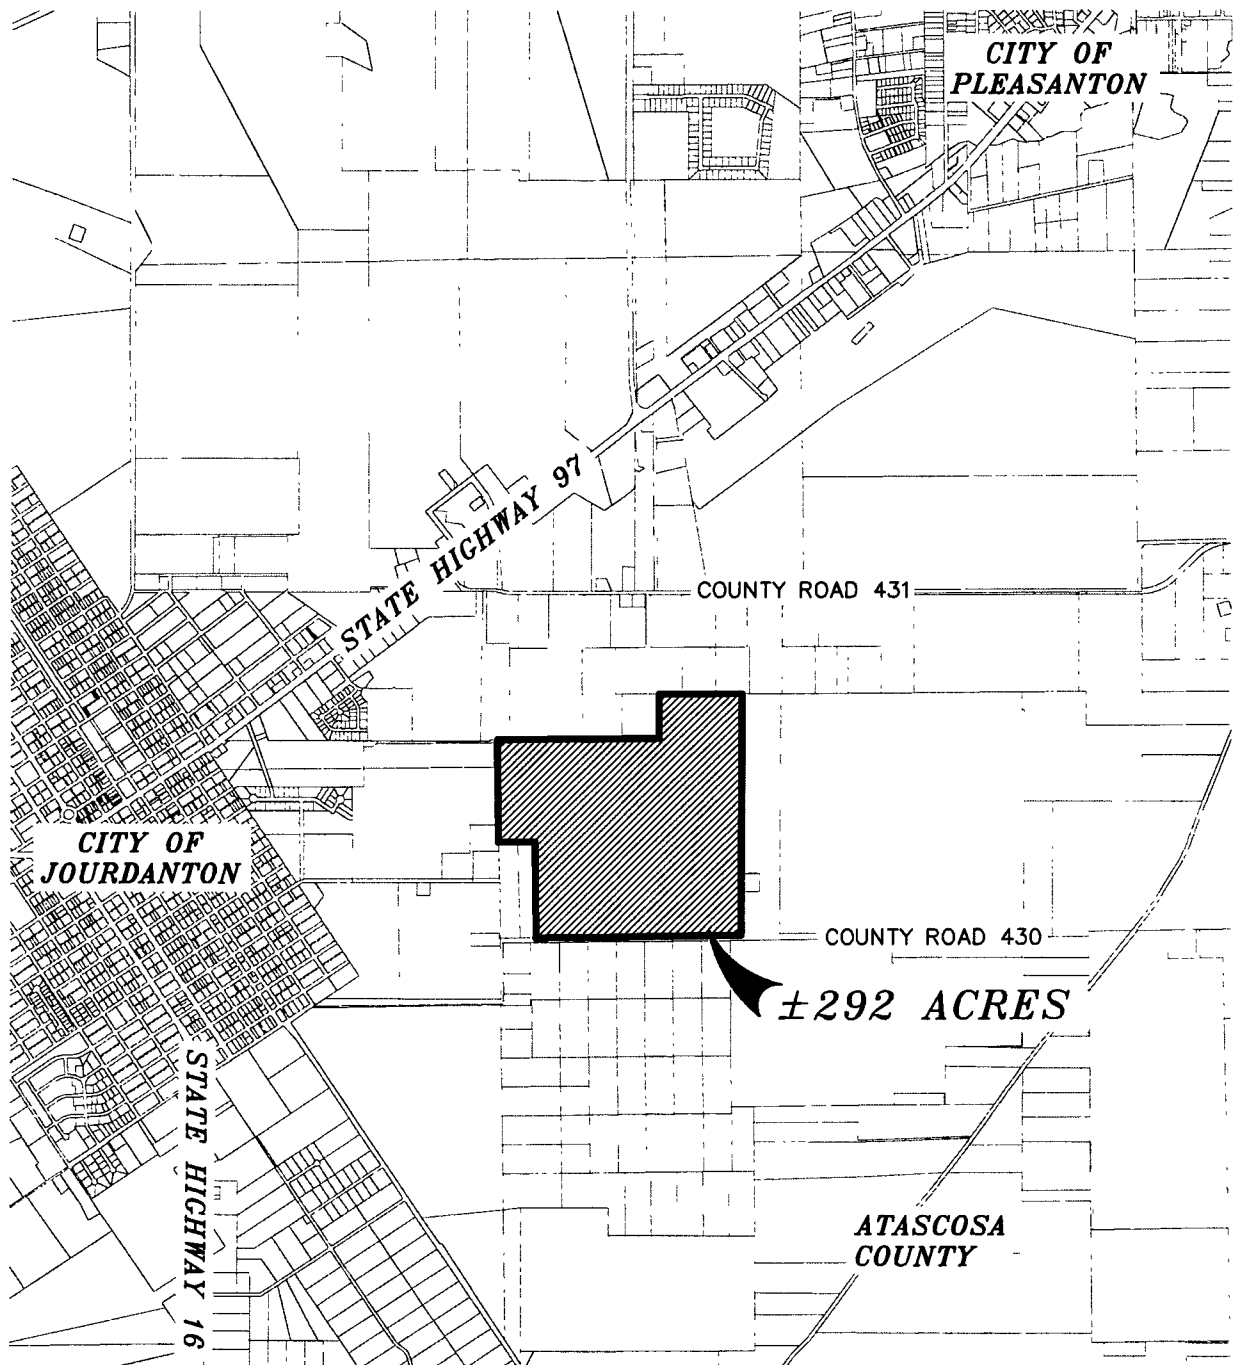 CITY OF
PLEASANTON
STATE HIGHWAY 97
COUNTY ROAD 431
CITY OF
JOURDANTON
COUNTY ROAD 430
±292 ACRES
STATE HIGHWAY 16
ATASCOSA
COUNTY